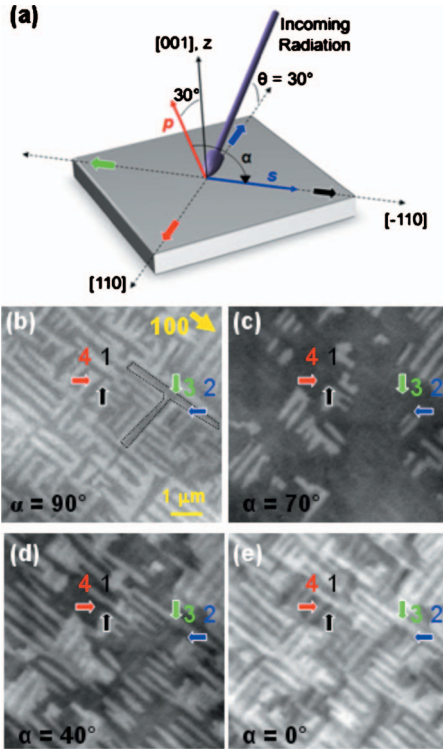 (a)
[001], z
Incoming
Radiation
30°
θ = 30°
p
α
s
[110]
[-110]
(b)
100
4 1
3 2
α = 90°
1 µm
(c)
4 1
3 2
α = 70°
(d)
4 1
3 2
α = 40°
(e)
4 1
3 2
α = 0°